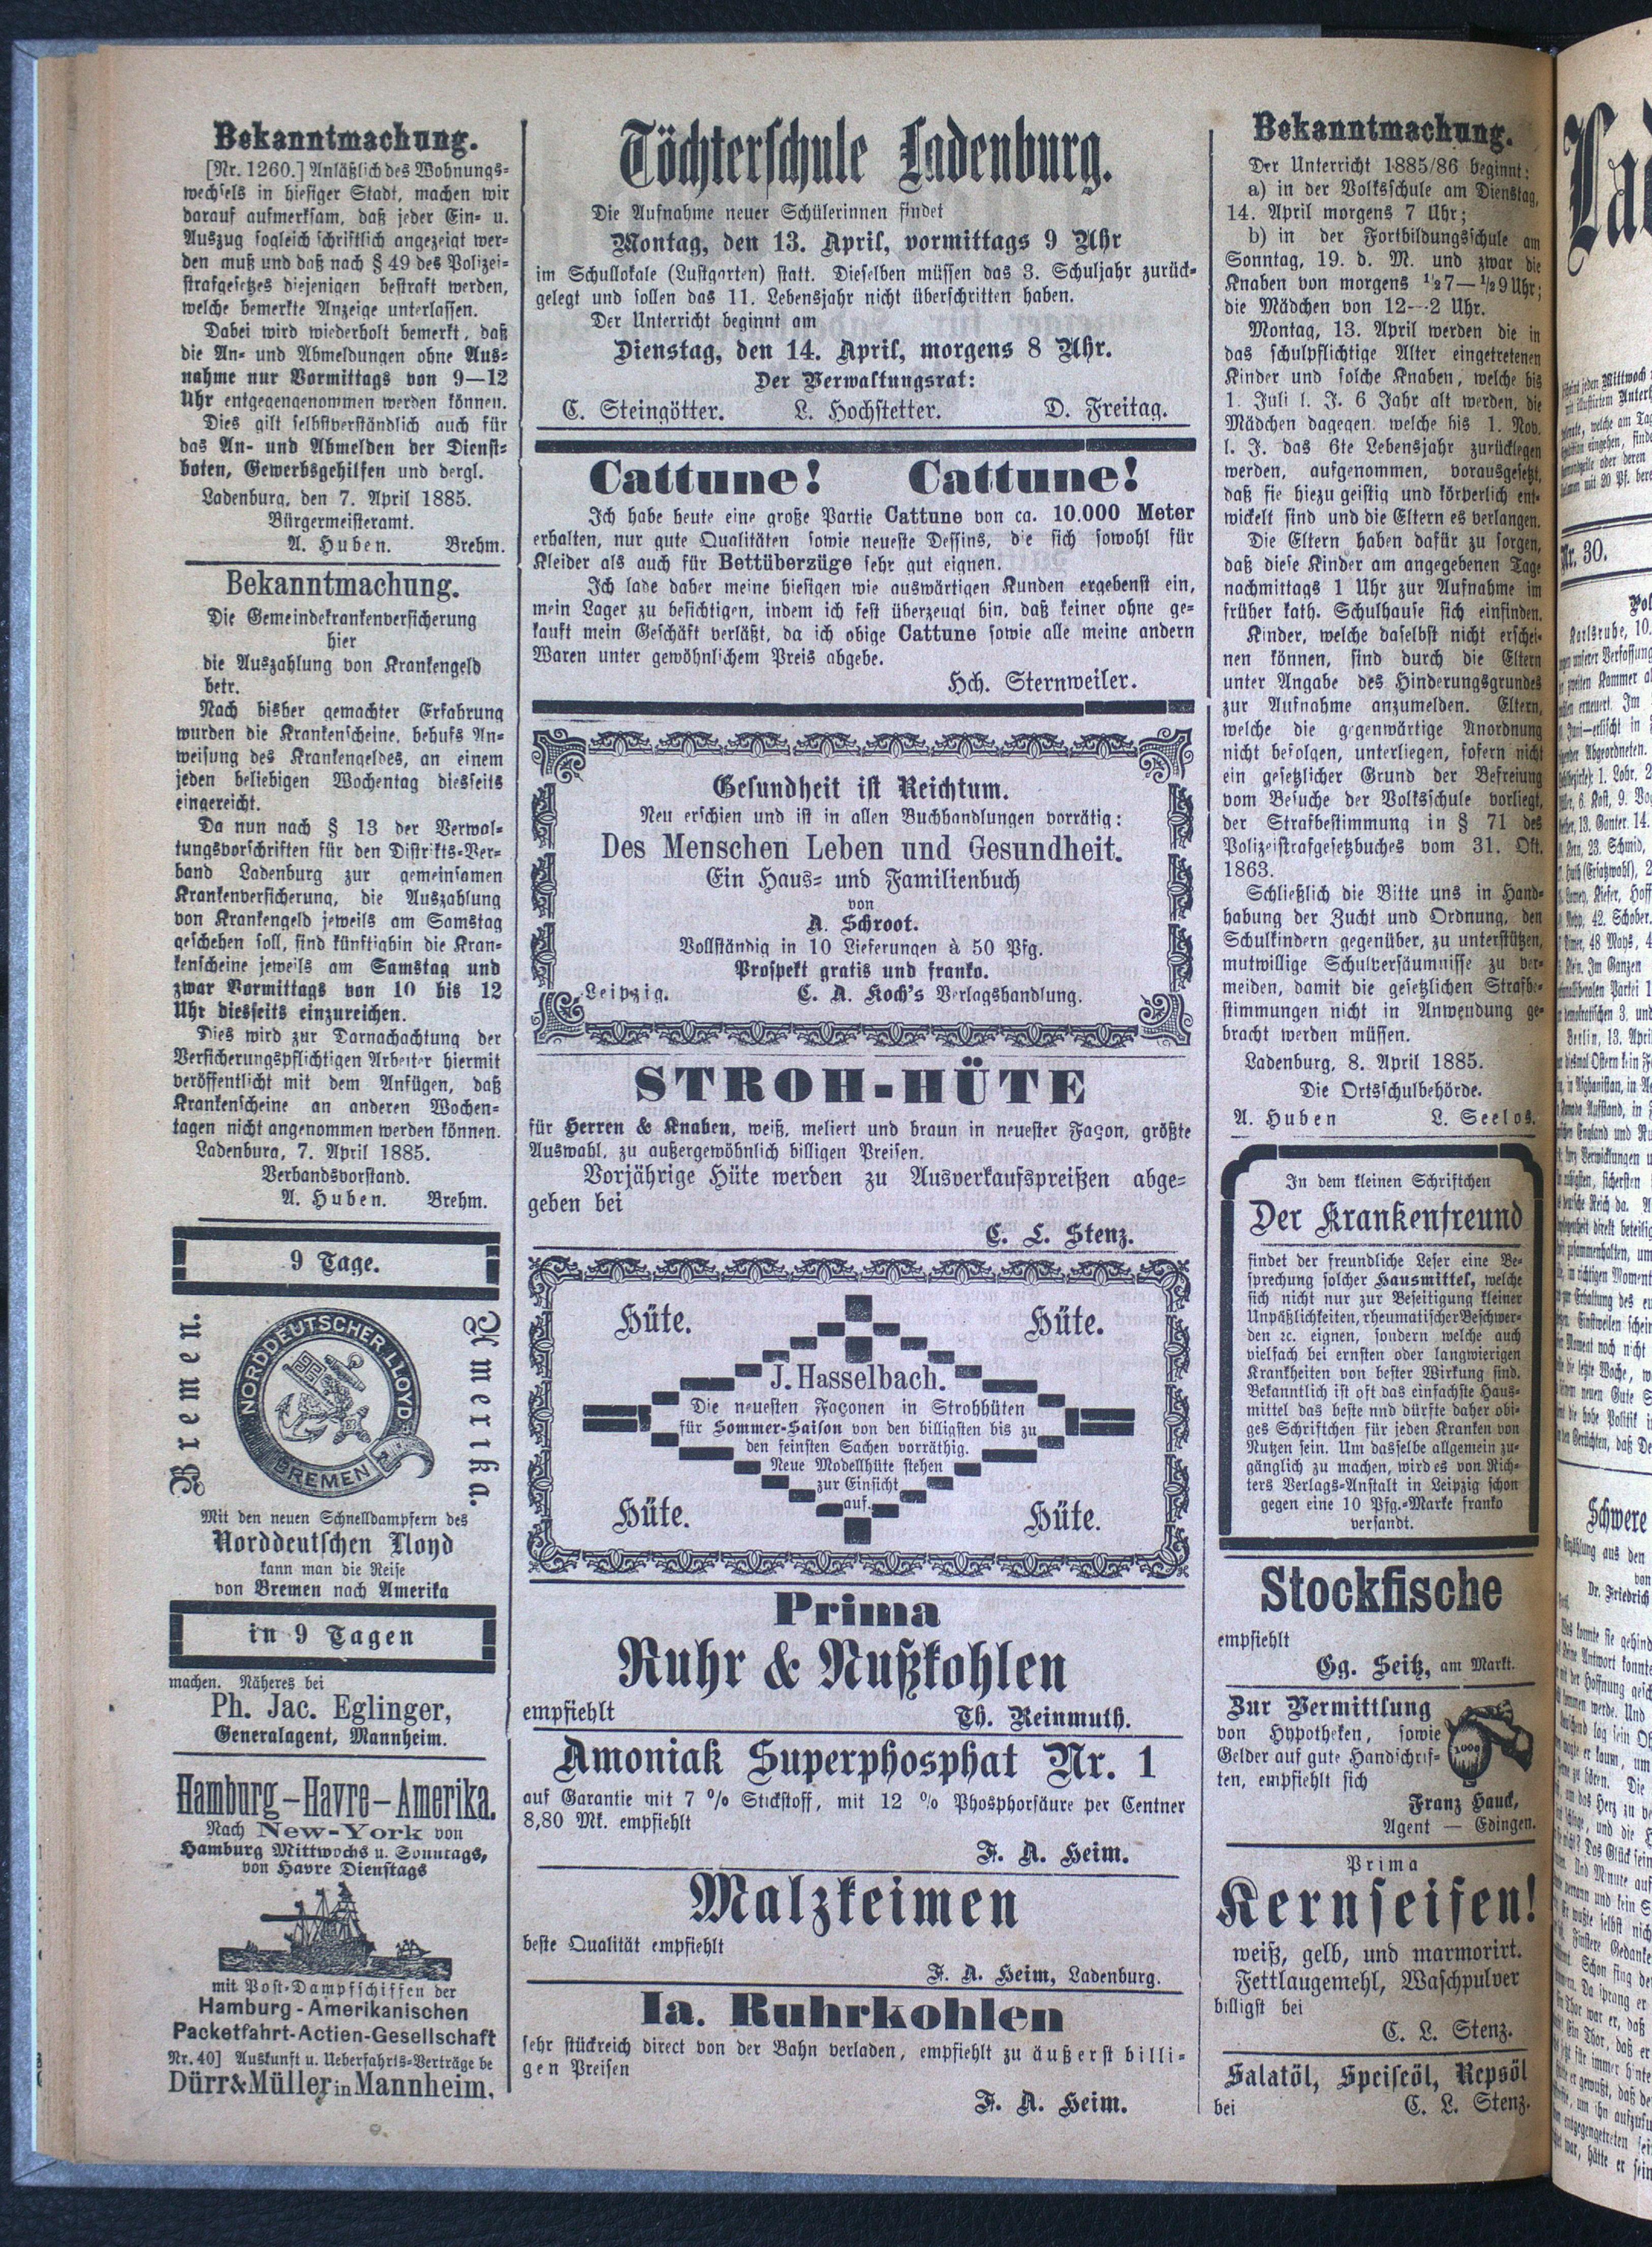 Bekanntmachung.
[Nr. 1260.] Anläßlich des Wohnungs-
wechsels in hiesiger Stadt, machen wir
darauf aufmerksam, daß jeder Ein- u.
Auszug sogleich schriftlich angezeigt wer-
den muß und daß nach § 49 des Polizei-
strafgesetzes diejenigen bestraft werden,
welche bemerkte Anzeige unterlassen.
Dabei wird wiederholt bemerkt, daß
die An- und Abmeldungen ohne Aus-
nahme nur Vormittags von 9—12
Uhr entgegengenommen werden können.
Dies gilt selbstverständlich auch für
das An- und Abmelden der Dienst-
boten, Gewerbsgehilfen und dergl.
Ladenburg, den 7. April 1885.
Bürgermeisteramt.
A. Huben. Brehm.
Bekanntmachung.
Die Gemeindekrankenversicherung
hier
die Auszahlung von Krankengeld
betr.
Nach bisher gemachter Erfahrung
wurden die Krankenscheine, behufs An-
weisung des Krankengeldes, an einem
jeden beliebigen Wochentag diesseits
eingereicht.
Da nun nach § 13 der Verwal-
tungsvorschriften für den Distrikts-Ver-
band Ladenburg zur gemeinsamen
Krankenversicherung, die Auszahlung
von Krankengeld jeweils am Samstag
geschehen soll, sind künftighin die Kran-
kenscheine jeweils am Samstag und
zwar Vormittags von 10 bis 12
Uhr diesseits einzureichen.
Dies wird zur Darnachachtung der
Versicherungspflichtigen Arbeiter hiermit
veröffentlicht mit dem Anfügen, daß
Krankenscheine an anderen Wochen-
tagen nicht angenommen werden können.
Ladenburg, 7. April 1885.
Verbandsvorstand.
A. Huben. Brehm.
9 Tage.
Bremen.
NORDDEUTSCHER LLOYD
BREMEN
Amerika.
Mit den neuen Schnelldampfern des
Norddeutschen Lloyd
kann man die Reise
von Bremen nach Amerika
in 9 Tagen
machen. Näheres bei
Ph. Jac. Eglinger,
Generalagent, Mannheim.
Hamburg-Havre-Amerika.
Nach New-York von
Hamburg Mittwochs u. Sonntags,
von Havre Dienstags
mit Post-Dampfschiffen der
Hamburg-Amerikanischen
Packetfahrt-Actien-Gesellschaft
Nr. 40] Auskunft u. Ueberfahrts-Verträge be
Dürr&Müller in Mannheim.
Töchterschule Ladenburg.
Die Aufnahme neuer Schülerinnen findet
Montag, den 13. April, vormittags 9 Uhr
im Schullokale (Lustgarten) statt. Dieselben müssen das 3. Schuljahr zurück-
gelegt und sollen das 11. Lebensjahr nicht überschritten haben.
Der Unterricht beginnt am
Dienstag, den 14. April, morgens 8 Uhr.
Der Verwaltungsrat:
C. Steingötter. L. Hochstetter. D. Freitag.
Cattune! Cattune!
Ich habe heute eine große Partie Cattune von ca. 10,000 Meter
erhalten, nur gute Qualitäten sowie neueste Dessins, die sich sowohl für
Kleider als auch für Bettüberzüge sehr gut eignen.
Ich lade daher meine hiesigen wie auswärtigen Kunden ergebenst ein,
mein Lager zu besichtigen, indem ich fest überzeugt bin, daß keiner ohne ge-
kauft mein Geschäft verläßt, da ich obige Cattune sowie alle meine andern
Waren unter gewöhnlichem Preis abgebe.
Hch. Sternweiler.
Gesundheit ist Reichtum.
Neu erschien und ist in allen Buchhandlungen vorrätig:
Des Menschen Leben und Gesundheit.
Ein Haus- und Familienbuch
von
A. Schroot.
Vollständig in 10 Lieferungen à 50 Pfg.
Prospekt gratis und franko.
Leipzig. C. A. Koch's Verlagshandlung.
STROH-HÜTE
für Herren & Knaben, weiß, meliert und braun in neuester Façon, größte
Auswahl, zu außergewöhnlich billigen Preisen.
Vorjährige Hüte werden zu Ausverkaufspreißen abge-
geben bei
C. L. Stenz.
Hüte. Hüte.
J. Hasselbach.
Die neuesten Façonen in Strohhüten
für Sommer-Saison von den billigsten bis zu
den feinsten Sachen vorräthig.
Neue Modellhüte stehen
zur Einsicht
auf.
Hüte. Hüte.
Prima
Ruhr & Nußkohlen
empfiehlt Th. Reinmuth.
Amoniak Superphosphat Nr. 1
auf Garantie mit 7 % Stickstoff, mit 12 % Phosphorsäure per Centner
8,80 Mk. empfiehlt
F. A. Heim.
Malzkeimen
beste Qualität empfiehlt
F. A. Heim, Ladenburg.
Ia. Ruhrkohlen
sehr stückreich direct von der Bahn verladen, empfiehlt zu äußerst billi-
gen Preisen
F. A. Heim.
Bekanntmachung.
Der Unterricht 1885/86 beginnt:
a) in der Volksschule am Dienstag,
14. April morgens 7 Uhr;
b) in der Fortbildungsschule am
Sonntag, 19. d. M. und zwar die
Knaben von morgens ½7—½9 Uhr;
die Mädchen von 12--2 Uhr.
Montag, 13. April werden die in
das schulpflichtige Alter eingetretenen
Kinder und solche Knaben, welche bis
1. Juli l. J. 6 Jahr alt werden, die
Mädchen dagegen, welche bis 1. Nov.
l. J. das 6te Lebensjahr zurücklegen
werden, aufgenommen, vorausgesetzt,
daß sie hiezu geistig und körperlich ent-
wickelt sind und die Eltern es verlangen.
Die Eltern haben dafür zu sorgen,
daß diese Kinder am angegebenen Tage
nachmittags 1 Uhr zur Aufnahme im
früher kath. Schulhause sich einfinden.
Kinder, welche daselbst nicht erschei-
nen können, sind durch die Eltern
unter Angabe des Hinderungsgrundes
zur Aufnahme anzumelden. Eltern,
welche die gegenwärtige Anordnung
nicht befolgen, unterliegen, sofern nicht
ein gesetzlicher Grund der Befreiung
vom Besuche der Volksschule vorliegt,
der Strafbestimmung in § 71 des
Polizeistrafgesetzbuches vom 31. Okt.
1863.
Schließlich die Bitte uns in Hand-
habung der Zucht und Ordnung, den
Schulkindern gegenüber, zu unterstützen,
mutwillige Schulversäumnisse zu ver-
meiden, damit die gesetzlichen Strafbe-
stimmungen nicht in Anwendung ge-
bracht werden müssen.
Ladenburg, 8. April 1885.
Die Ortsschulbehörde.
A. Huben L. Seelos.
In dem kleinen Schriftchen
Der Krankenfreund
findet der freundliche Leser eine Be-
sprechung solcher Hausmittel, welche
sich nicht nur zur Beseitigung kleiner
Unpäßlichkeiten, rheumatischer Beschwer-
den ꝛc. eignen, sondern welche auch
vielfach bei ernsten oder langwierigen
Krankheiten von bester Wirkung sind.
Bekanntlich ist oft das einfachste Haus-
mittel das beste nnd dürfte daher obi-
ges Schriftchen für jeden Kranken von
Nutzen sein. Um dasselbe allgemein zu-
gänglich zu machen, wird es von Rich-
ters Verlags-Anstalt in Leipzig schon
gegen eine 10 Pfg.-Marke franko
versandt.
Stockfische
empfiehlt
Gg. Seitz, am Markt.
Zur Vermittlung
von Hypotheken, sowie
Gelder auf gute Handschrif-
ten, empfiehlt sich
1000
Franz Hauck,
Agent — Edingen.
Prima
Kernseifen!
weiß, gelb, und marmorirt.
Fettlaugemehl, Waschpulver
billigst bei
C. L. Stenz.
Salatöl, Speiseöl, Repsöl
bei C. L. Stenz.
Nr. 30.
Karlsruhe, 10.
Berlin, 13.
Schwere
Dr. Friedrich